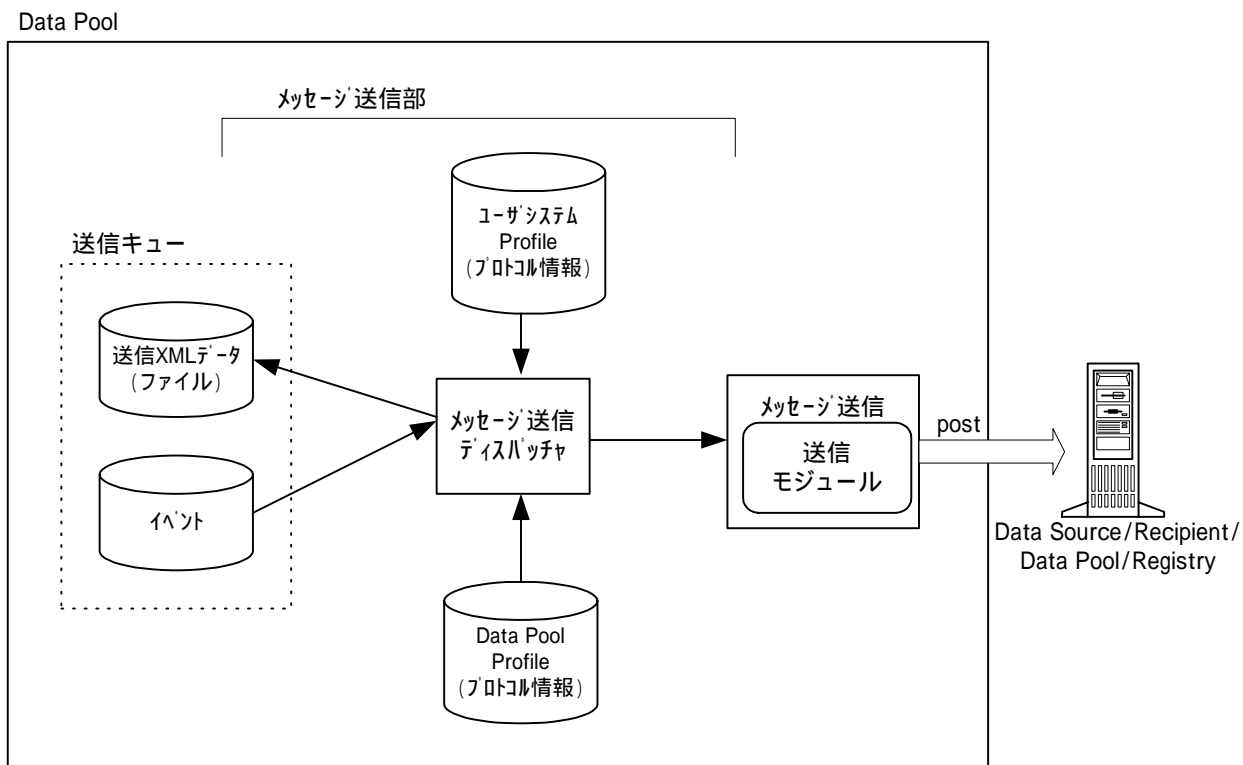 Data Pool
ﾒｯｾｰｼﾞ送信部
ﾕｰｻﾞｼｽﾃﾑ
Profile
(ﾌﾟﾛﾄｺﾙ情報)
送信キュー
送信XMLﾃﾞｰﾀ
(ファイル)
ﾒｯｾｰｼﾞ送信
ﾃﾞｨｽﾊﾟｯﾁｬ
ﾒｯｾｰｼﾞ送信
送信
モジュール
post
ｲﾍﾞﾝﾄ
Data Source/Recipient/
Data Pool/Registry
Data Pool
Profile
(ﾌﾟﾛﾄｺﾙ情報)